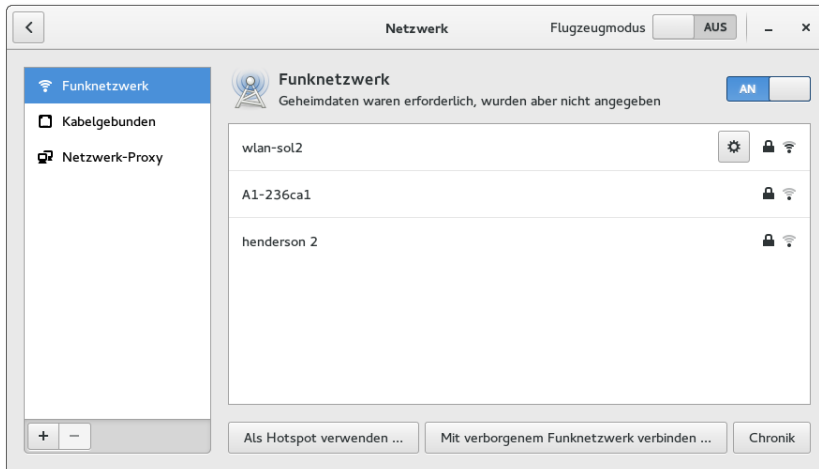 Netzwerk
Flugzeugmodus AUS
Funknetzwerk
Kabelgebunden
Netzwerk-Proxy
Funknetzwerk
Geheimdaten waren erforderlich, wurden aber nicht angegeben
AN
wlan-sol2
A1-236ca1
henderson 2
Als Hotspot verwenden ...
Mit verborgenem Funknetzwerk verbinden ...
Chronik